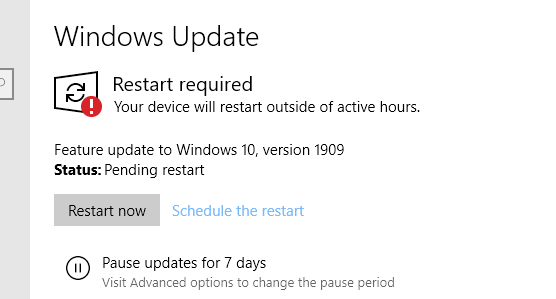 Windows Update
Restart required
Your device will restart outside of active hours.
Feature update to Windows 10, version 1909
Status: Pending restart
Restart now
Schedule the restart
Pause updates for 7 days
Visit Advanced options to change the pause period